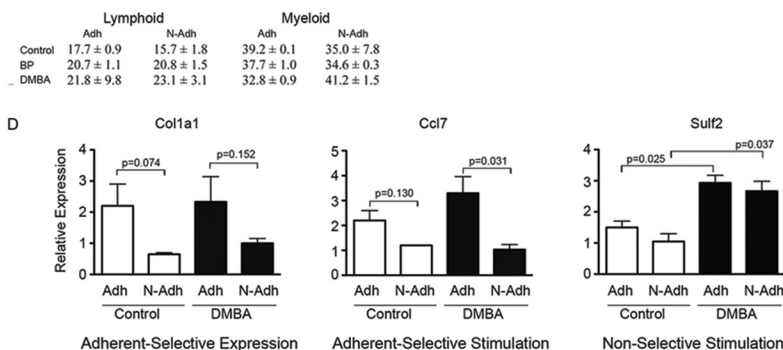 Lymphoid Myeloid
Adh N-Adh Adh N-Adh
Control 17.7 ± 0.9 15.7 ± 1.8 39.2 ± 0.1 35.0 ± 7.8
BP 20.7 ± 1.1 20.8 ± 1.5 37.7 ± 1.0 34.6 ± 0.3
DMBA 21.8 ± 9.8 23.1 ± 3.1 32.8 ± 0.9 41.2 ± 1.5
D
Col1a1 Ccl7 Sulf2
Relative Expression
4
3
2
1
0
p=0.074 p=0.152
Adh N-Adh Adh N-Adh
Control DMBA
Adherent-Selective Expression
5
4
3
2
1
0
p=0.130 p=0.031
Adh N-Adh Adh N-Adh
Control DMBA
Adherent-Selective Stimulation
4
3
2
1
0
p=0.025 p=0.037
Adh N-Adh Adh N-Adh
Control DMBA
Non-Selective Stimulation